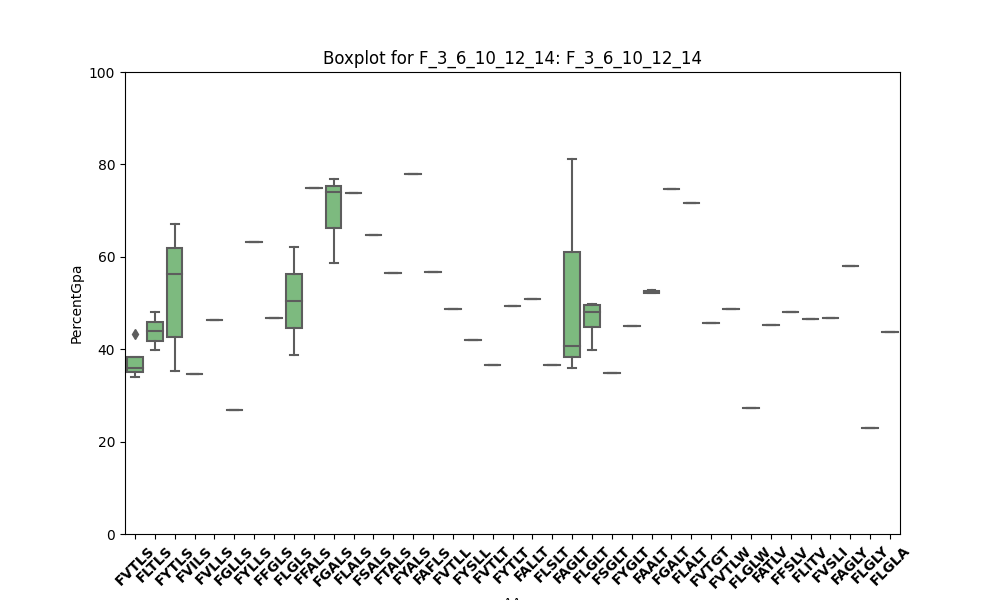 Boxplot for F_3_6_10_12_14: F_3_6_10_12_14
100
80
60
40
20
0
PercentGpa
FVTLS
FLTLS
FYTLS
FVILS
FVLLS
FGLLS
FYLLS
FFGLS
FLGLS
FFALS
FGALS
FLALS
FSALS
FTALS
FYALS
FAFLS
FVTLL
FYSLL
FVTLT
FYTLT
FALLT
FLSLT
FAGLT
FLGLT
FSGLT
FYGLT
FAALT
FGALT
FLALT
FVTGT
FVTLW
FLGLW
FATLV
FFSLV
FLITV
FVSLI
FAGLY
FLGLY
FLGLA